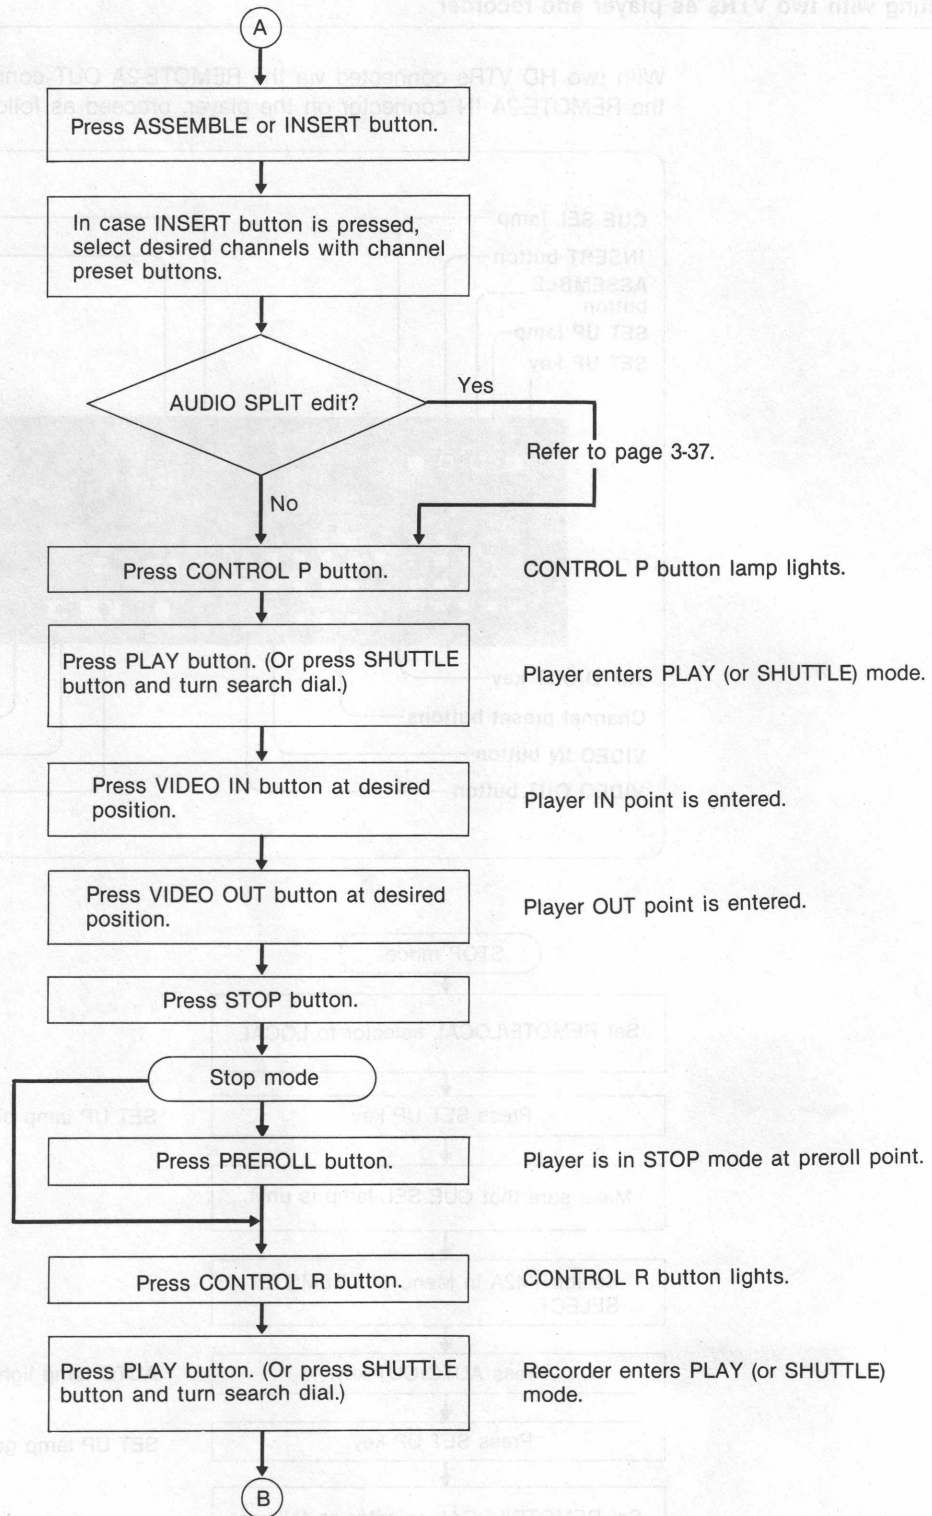 A
Press ASSEMBLE or INSERT button.
In case INSERT button is pressed,
select desired channels with channel
preset buttons.
AUDIO SPLIT edit?
Yes
Refer to page 3-37.
No
Press CONTROL P button.
CONTROL P button lamp lights.
Press PLAY button. (Or press SHUTTLE
button and turn search dial.)
Player enters PLAY (or SHUTTLE) mode.
Press VIDEO IN button at desired
position.
Player IN point is entered.
Press VIDEO OUT button at desired
position.
Player OUT point is entered.
Press STOP button.
Stop mode
Press PREROLL button.
Player is in STOP mode at preroll point.
Press CONTROL R button.
CONTROL R button lights.
Press PLAY button. (Or press SHUTTLE
button and turn search dial.)
Recorder enters PLAY (or SHUTTLE)
mode.
B